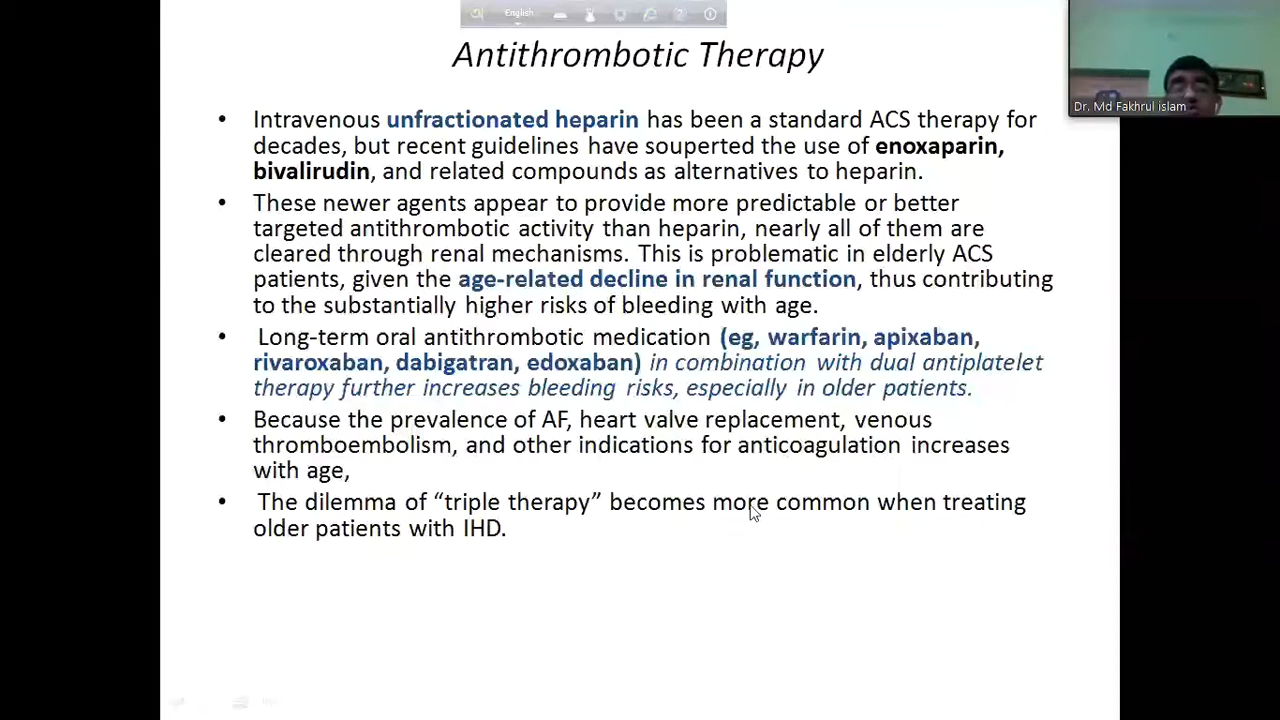 English
Antithrombotic Therapy
Dr. Md Fakhrul islam
• Intravenous unfractionated heparin has been a standard ACS therapy for
decades, but recent guidelines have souperted the use of enoxaparin,
bivalirudin, and related compounds as alternatives to heparin.
• These newer agents appear to provide more predictable or better
targeted antithrombotic activity than heparin, nearly all of them are
cleared through renal mechanisms. This is problematic in elderly ACS
patients, given the age-related decline in renal function, thus contributing
to the substantially higher risks of bleeding with age.
• Long-term oral antithrombotic medication (eg, warfarin, apixaban,
rivaroxaban, dabigatran, edoxaban) in combination with dual antiplatelet
therapy further increases bleeding risks, especially in older patients.
• Because the prevalence of AF, heart valve replacement, venous
thromboembolism, and other indications for anticoagulation increases
with age,
• The dilemma of “triple therapy” becomes more common when treating
older patients with IHD.